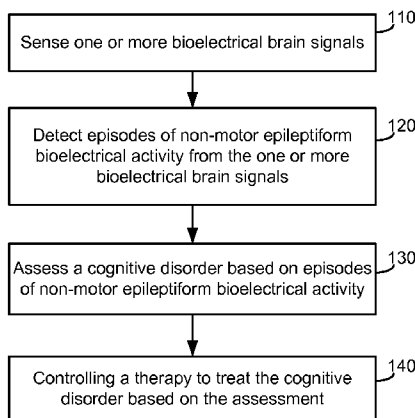 110
Sense one or more bioelectrical brain signals
120
Detect episodes of non-motor epileptiform
bioelectrical activity from the one or more
bioelectrical brain signals
130
Assess a cognitive disorder based on episodes
of non-motor epileptiform bioelectrical activity
140
Controlling a therapy to treat the cognitive
disorder based on the assessment